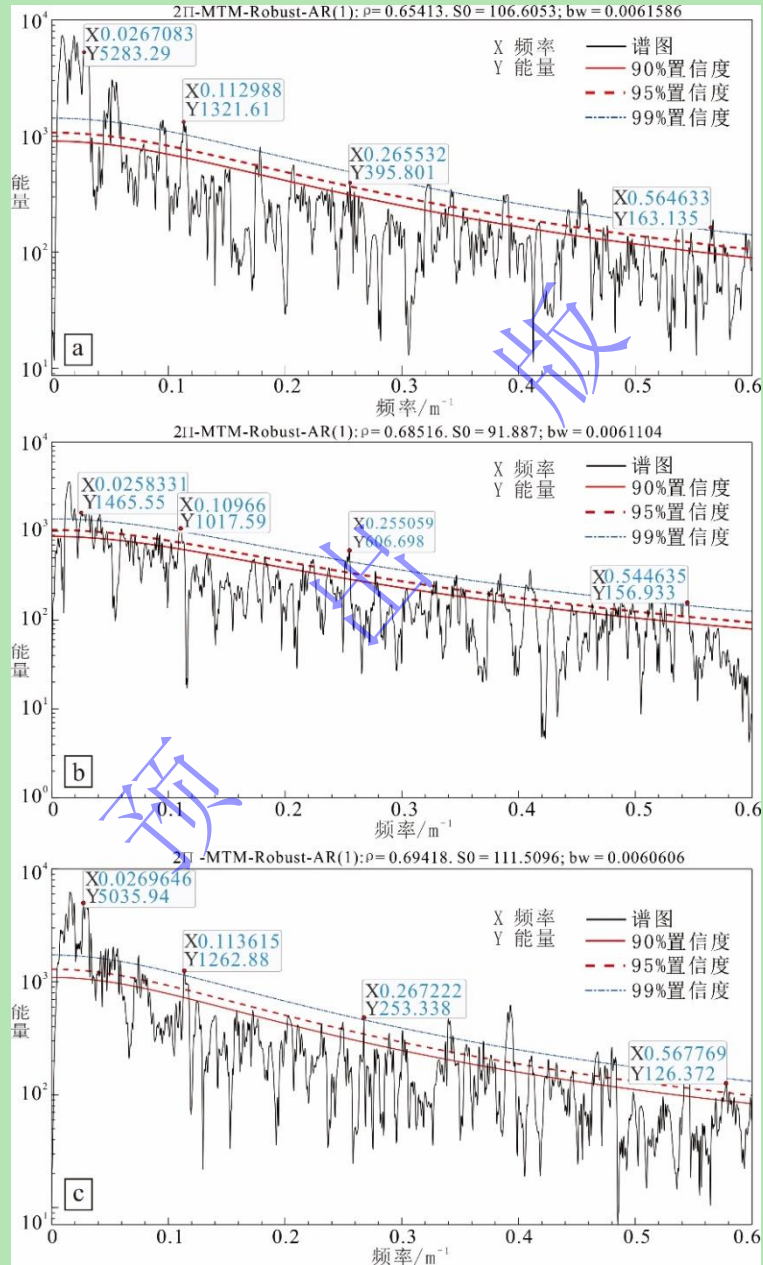 2Π-MTM-Robust-AR(1): ρ= 0.65413. S0 = 106.6053; bw = 0.0061586
X0.0267083
Y5283.29
X0.112988
Y1321.61
X0.265532
Y395.801
X0.564633
Y163.135
X 频率
Y 能量
谱图
90%置信度
95%置信度
99%置信度
能量
10⁴
10³
10²
10¹
a
0
0.1
0.2
0.3
0.4
0.5
0.6
频率/m⁻¹
2Π-MTM-Robust-AR(1): ρ= 0.68516. S0 = 91.887; bw = 0.0061104
X0.0258331
Y1465.55
X0.10966
Y1017.59
X0.255059
Y606.698
X0.544635
Y156.933
X 频率
Y 能量
谱图
90%置信度
95%置信度
99%置信度
能量
10⁴
10³
10²
10¹
10⁰
b
0
0.1
0.2
0.3
0.4
0.5
0.6
频率/m⁻¹
2Π -MTM-Robust-AR(1): ρ= 0.69418. S0 = 111.5096; bw = 0.0060606
X0.0269646
Y5035.94
X0.113615
Y1262.88
X0.267222
Y253.338
X0.567769
Y126.372
X 频率
Y 能量
谱图
90%置信度
95%置信度
99%置信度
能量
10⁴
10³
10²
10¹
c
0
0.1
0.2
0.3
0.4
0.5
0.6
频率/m⁻¹
预出版